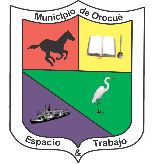 Municipio de Orocué
Espacio & Trabajo